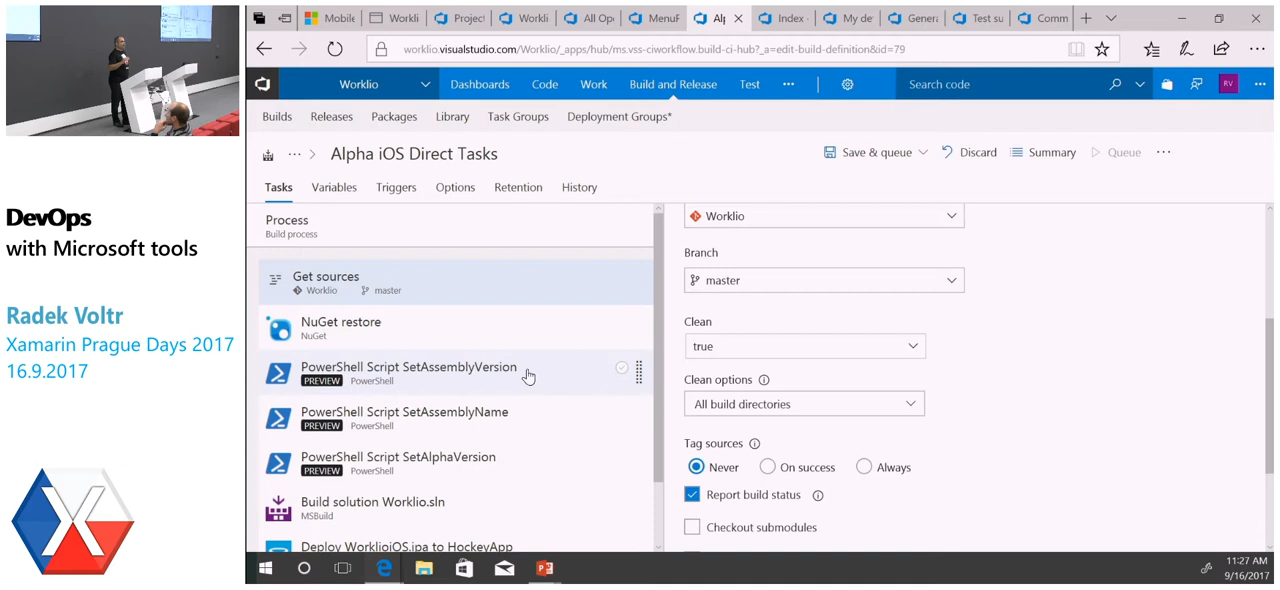 DevOps
with Microsoft tools
Radek Voltr
Xamarin Prague Days 2017
16.9.2017
X
Mobile
Workli
Project
Workli
All Op
MenuF
Al
Index -
My de
Genera
Test su
Comm
worklio.visualstudio.com/Worklio/_apps/hub/ms.vss-ciworkflow.build-ci-hub?_a=edit-build-definition&id=79
Worklio
Dashboards
Code
Work
Build and Release
Test
Search code
RV
Builds
Releases
Packages
Library
Task Groups
Deployment Groups*
Alpha iOS Direct Tasks
Save & queue
Discard
Summary
Queue
Tasks
Variables
Triggers
Options
Retention
History
Process
Build process
Get sources
Worklio
master
NuGet restore
NuGet
PowerShell Script SetAssemblyVersion
PREVIEW PowerShell
PowerShell Script SetAssemblyName
PREVIEW PowerShell
PowerShell Script SetAlphaVersion
PREVIEW PowerShell
Build solution Worklio.sln
MSBuild
Deploy WorklioiOS.ipa to HockeyApp
Worklio
Branch
master
Clean
true
Clean options
All build directories
Tag sources
Never
On success
Always
Report build status
Checkout submodules
11:27 AM
9/16/2017